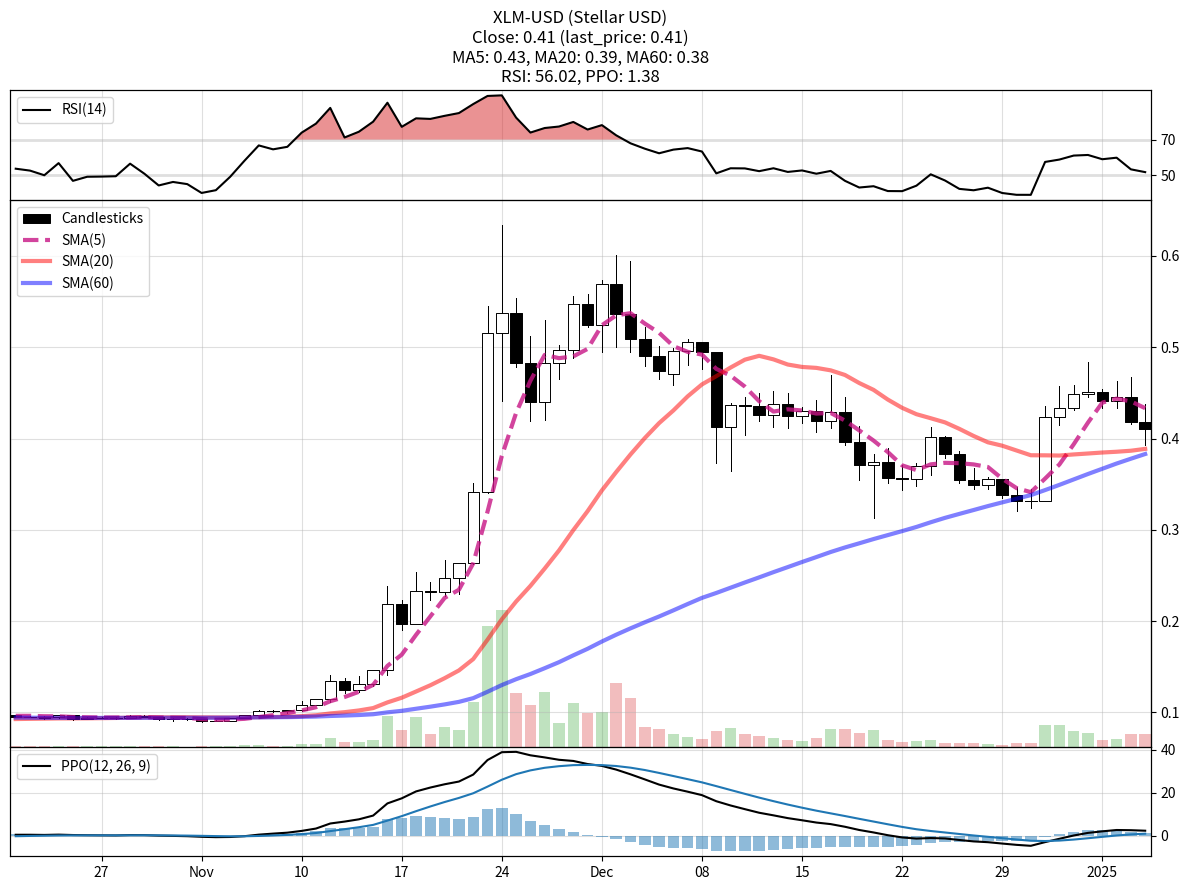 XLM-USD (Stellar USD)
Close: 0.41 (last_price: 0.41)
MA5: 0.43, MA20: 0.39, MA60: 0.38
RSI: 56.02, PPO: 1.38
RSI(14)
70
50
Candlesticks
SMA(5)
SMA(20)
SMA(60)
0.6
0.5
0.4
0.3
0.2
0.1
PPO(12, 26, 9)
40
20
0
27 Nov 10 17 24 Dec 08 15 22 29 2025